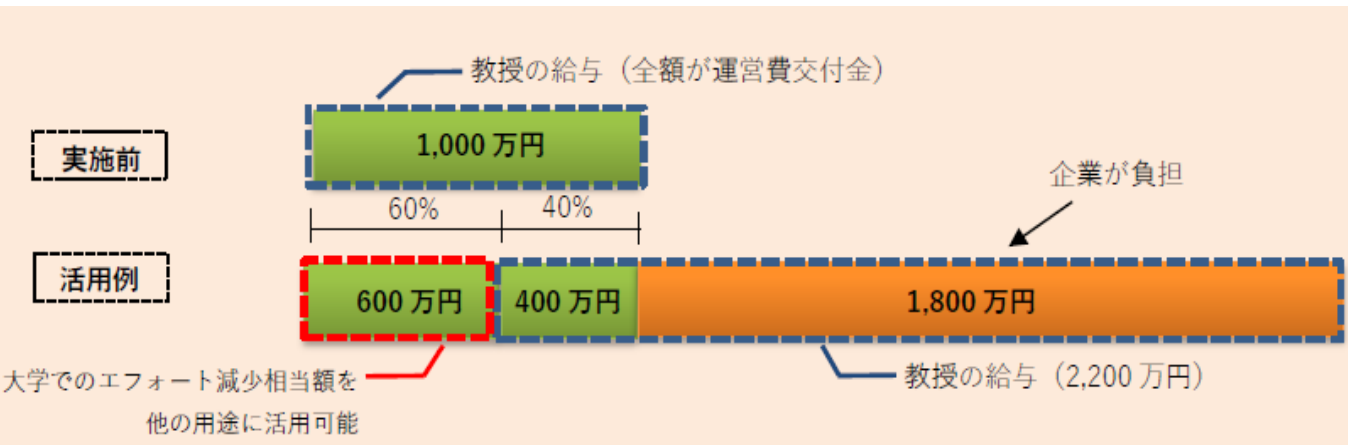 教授の給与（全額が運営費交付金）
実施前
1,000 万円
企業が負担
60%
40%
活用例
600 万円
400 万円
1,800 万円
大学でのエフォート減少相当額を
他の用途に活用可能
教授の給与（2,200 万円）